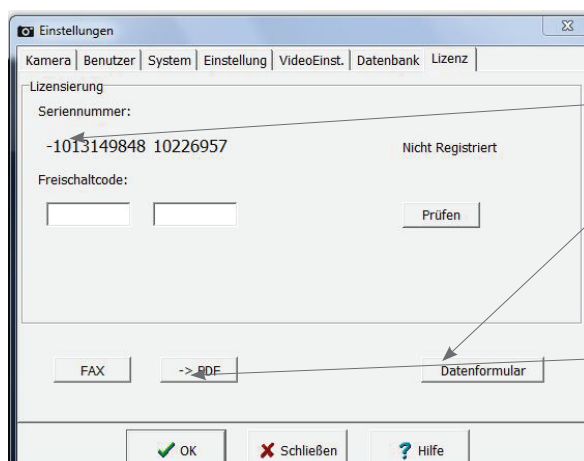 Einstellungen
Kamera Benutzer System Einstellung VideoEinst. Datenbank Lizenz
Lizensierung
Seriennummer:
-1013149848 10226957 Nicht Registriert
Freischaltcode:
Prüfen
FAX -> PDF Datenformular
OK Schließen Hilfe